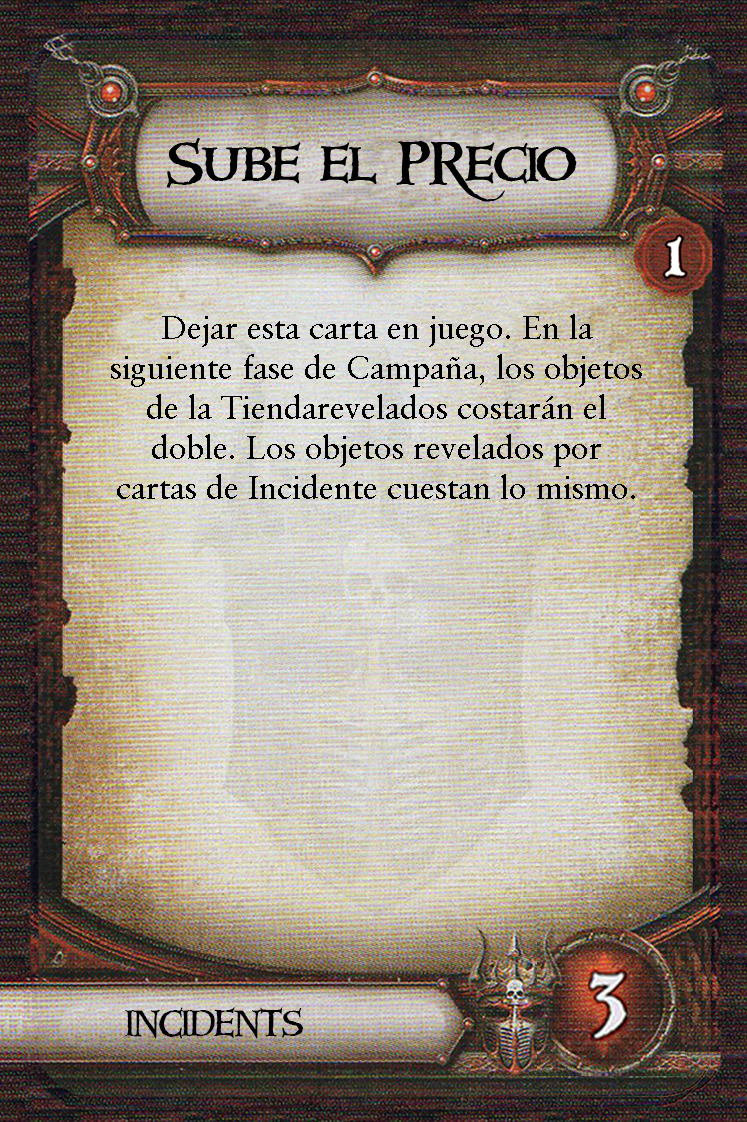 Sube el Precio
1
Dejar esta carta en juego. En la
siguiente fase de Campaña, los objetos
de la Tiendarevelados costarán el
doble. Los objetos revelados por
cartas de Incidente cuestan lo mismo.
INCIDENTS
3